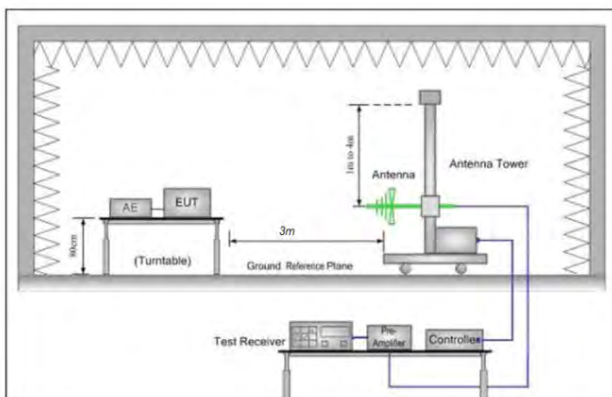 1m to 4m
Antenna
Antenna Tower
AE
EUT
80cm
3m
(Turntable)
Ground Reference Plane
Test Receiver
Pre-
Amplifier
Controller